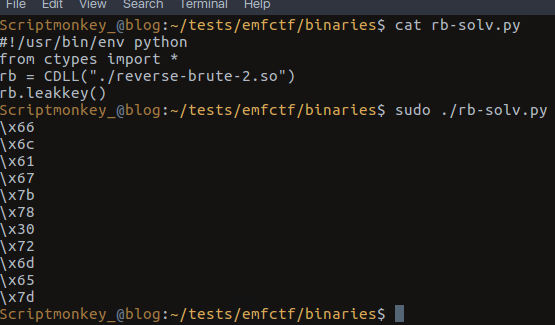 File Edit View Search Terminal Help
Scriptmonkey_@blog:~/tests/emfctf/binaries$ cat rb-solv.py
#!/usr/bin/env python
from ctypes import *
rb = CDLL("./reverse-brute-2.so")
rb.leakkey()
Scriptmonkey_@blog:~/tests/emfctf/binaries$ sudo ./rb-solv.py
\x66
\x6c
\x61
\x67
\x7b
\x78
\x30
\x72
\x6d
\x65
\x7d
Scriptmonkey_@blog:~/tests/emfctf/binaries$